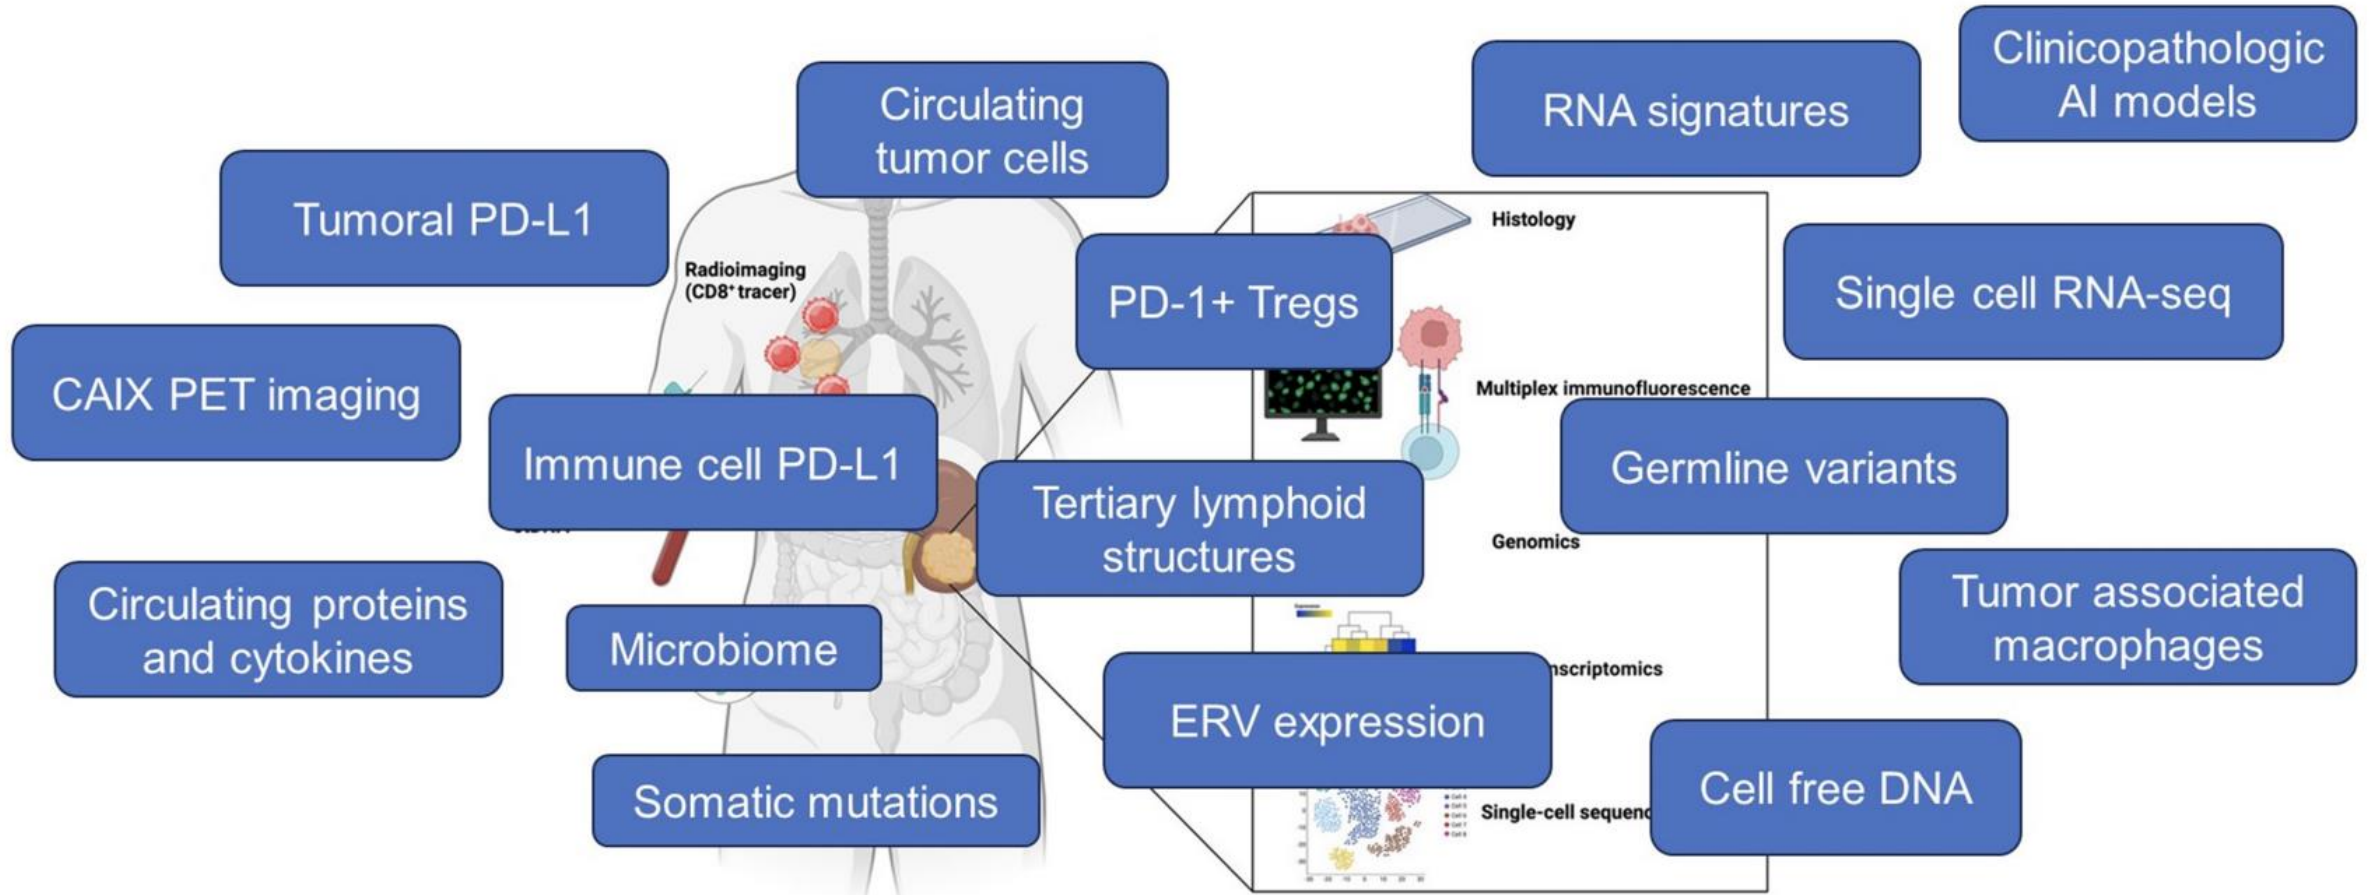 Clinicopathologic
AI models
RNA signatures
Circulating
tumor cells
Tumoral PD-L1
Histology
Radioimaging
(CD8+ tracer)
PD-1+ Tregs
Single cell RNA-seq
CAIX PET imaging
Multiplex immunofluorescence
Immune cell PD-L1
Germline variants
Tertiary lymphoid
structures
Genomics
Circulating proteins
and cytokines
Microbiome
Tumor associated
macrophages
nscriptomics
ERV expression
Somatic mutations
Cell free DNA
Single-cell sequenc